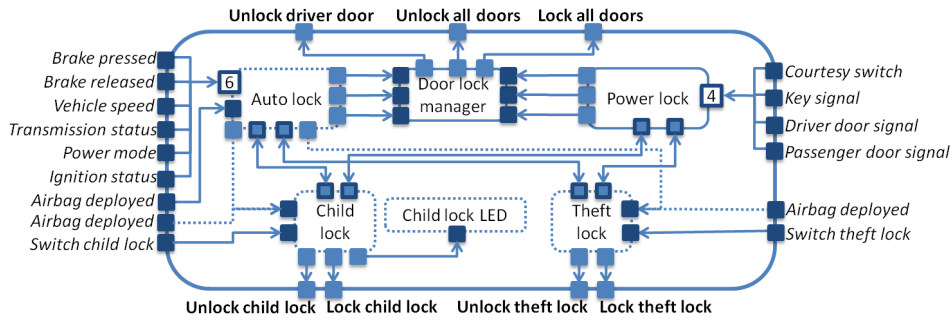 Unlock driver door
Unlock all doors
Lock all doors
Brake pressed
Brake released
Vehicle speed
Transmission status
Power mode
Ignition status
Airbag deployed
Airbag deployed
Switch child lock
6
Auto lock
Door lock
manager
Power lock
4
Courtesy switch
Key signal
Driver door signal
Passenger door signal
Child
lock
Child lock LED
Theft
lock
Airbag deployed
Switch theft lock
Unlock child lock
Lock child lock
Unlock theft lock
Lock theft lock